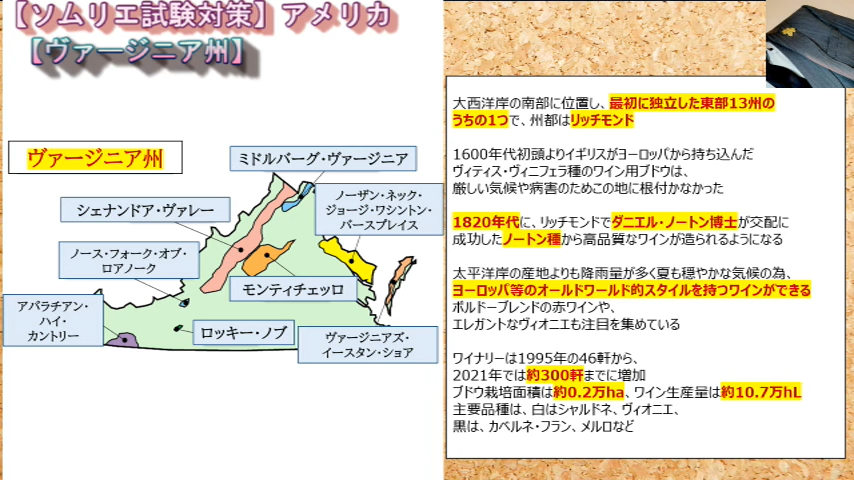 【ソムリエ試験対策】アメリカ
【ヴァージニア州】
ヴァージニア州
ミドルバーグ・ヴァージニア
シェナンドア・ヴァレー
ノーザン・ネック・
ジョージ・ワシントン・
バースプレイス
ノース・フォーク・オブ・
ロアノーク
モンティチェッロ
アパラチアン・
ハイ・
カントリー
ロッキー・ノブ
ヴァージニアズ・
イースタン・ショア
大西洋岸の南部に位置し、最初に独立した東部13州の
うちの1つで、州都はリッチモンド
1600年代初頭よりイギリスがヨーロッパから持ち込んだ
ヴィティス・ヴィニフェラ種のワイン用ブドウは、
厳しい気候や病害のためこの地に根付かなかった
1820年代に、リッチモンドでダニエル・ノートン博士が交配に
成功したノートン種から高品質なワインが造られるようになる
太平洋岸の産地よりも降雨量が多く夏も穏やかな気候の為、
ヨーロッパ等のオールドワールド的スタイルを持つワインができる
ボルドーブレンドの赤ワインや、
エレガントなヴィオニエも注目を集めている
ワイナリーは1995年の46軒から、
2021年では約300軒までに増加
ブドウ栽培面積は約0.2万ha、ワイン生産量は約10.7万hL
主要品種は、白はシャルドネ、ヴィオニエ、
黒は、カベルネ・フラン、メルロなど